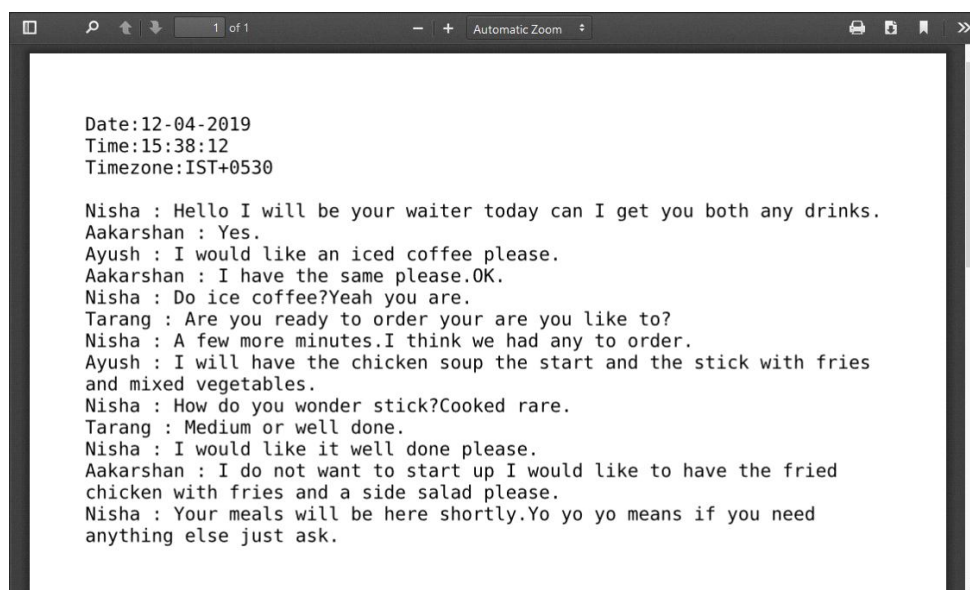 1 of 1
Automatic Zoom
Date:12-04-2019
Time:15:38:12
Timezone:IST+0530
Nisha : Hello I will be your waiter today can I get you both any drinks.
Aakarshan : Yes.
Ayush : I would like an iced coffee please.
Aakarshan : I have the same please.OK.
Nisha : Do ice coffee?Yeah you are.
Tarang : Are you ready to order your are you like to?
Nisha : A few more minutes.I think we had any to order.
Ayush : I will have the chicken soup the start and the stick with fries
and mixed vegetables.
Nisha : How do you wonder stick?Cooked rare.
Tarang : Medium or well done.
Nisha : I would like it well done please.
Aakarshan : I do not want to start up I would like to have the fried
chicken with fries and a side salad please.
Nisha : Your meals will be here shortly.Yo yo yo means if you need
anything else just ask.